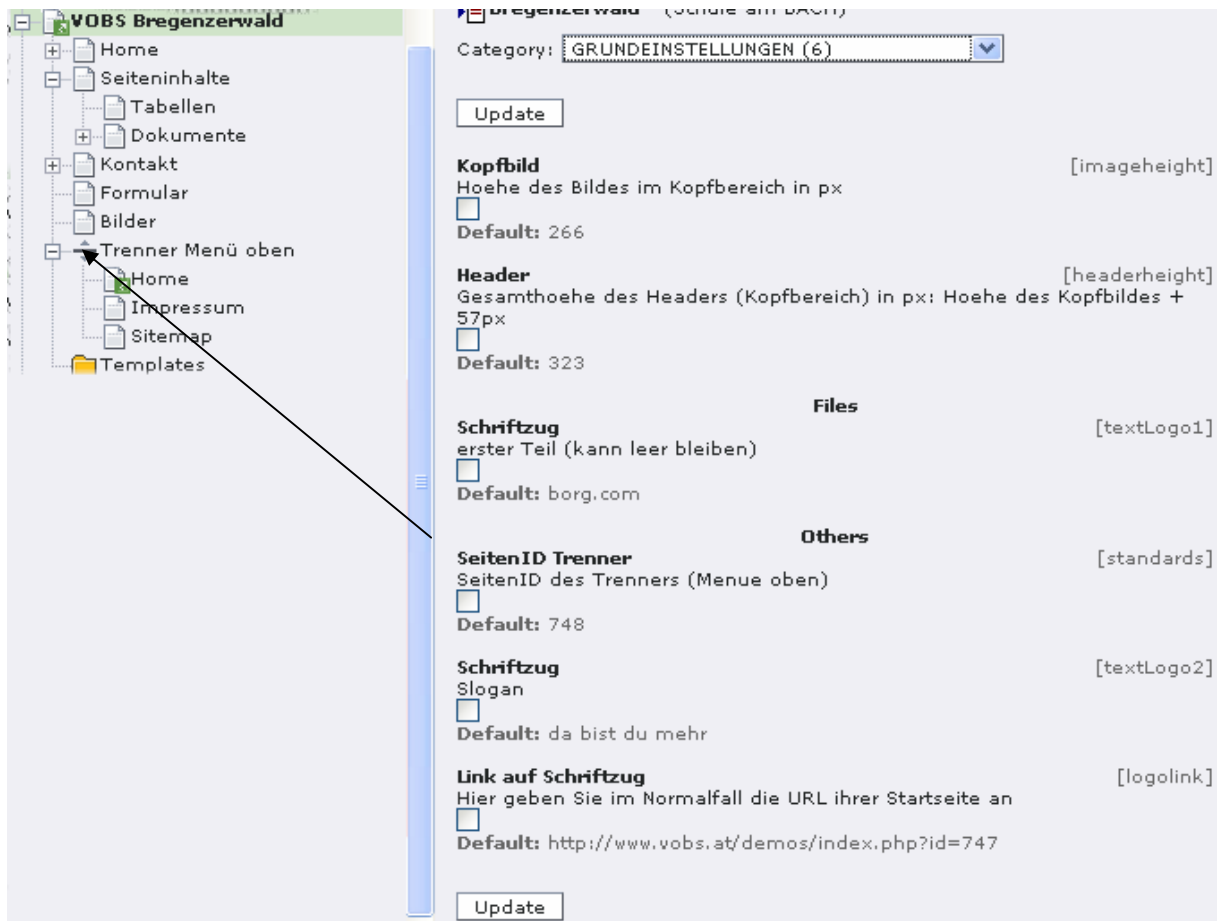 VOBS Bregenzerwald
Home
Seiteninhalte
Tabellen
Dokumente
Kontakt
Formular
Bilder
Trenner Menü oben
Home
Impressum
Sitemap
Templates
Bregenzerwald (Schule am BACH)
Category: GRUNDEINSTELLUNGEN (6)
Update
Kopfbild [imageheight]
Hoehe des Bildes im Kopfbereich in px
Default: 266
Header [headerheight]
Gesamthoehe des Headers (Kopfbereich) in px: Hoehe des Kopfbildes +
57px
Default: 323
Files
Schriftzug [textLogo1]
erster Teil (kann leer bleiben)
Default: borg.com
Others
SeitenID Trenner [standards]
SeitenID des Trenners (Menue oben)
Default: 748
Schriftzug [textLogo2]
Slogan
Default: da bist du mehr
Link auf Schriftzug [logolink]
Hier geben Sie im Normalfall die URL ihrer Startseite an
Default: http://www.vobs.at/demos/index.php?id=747
Update